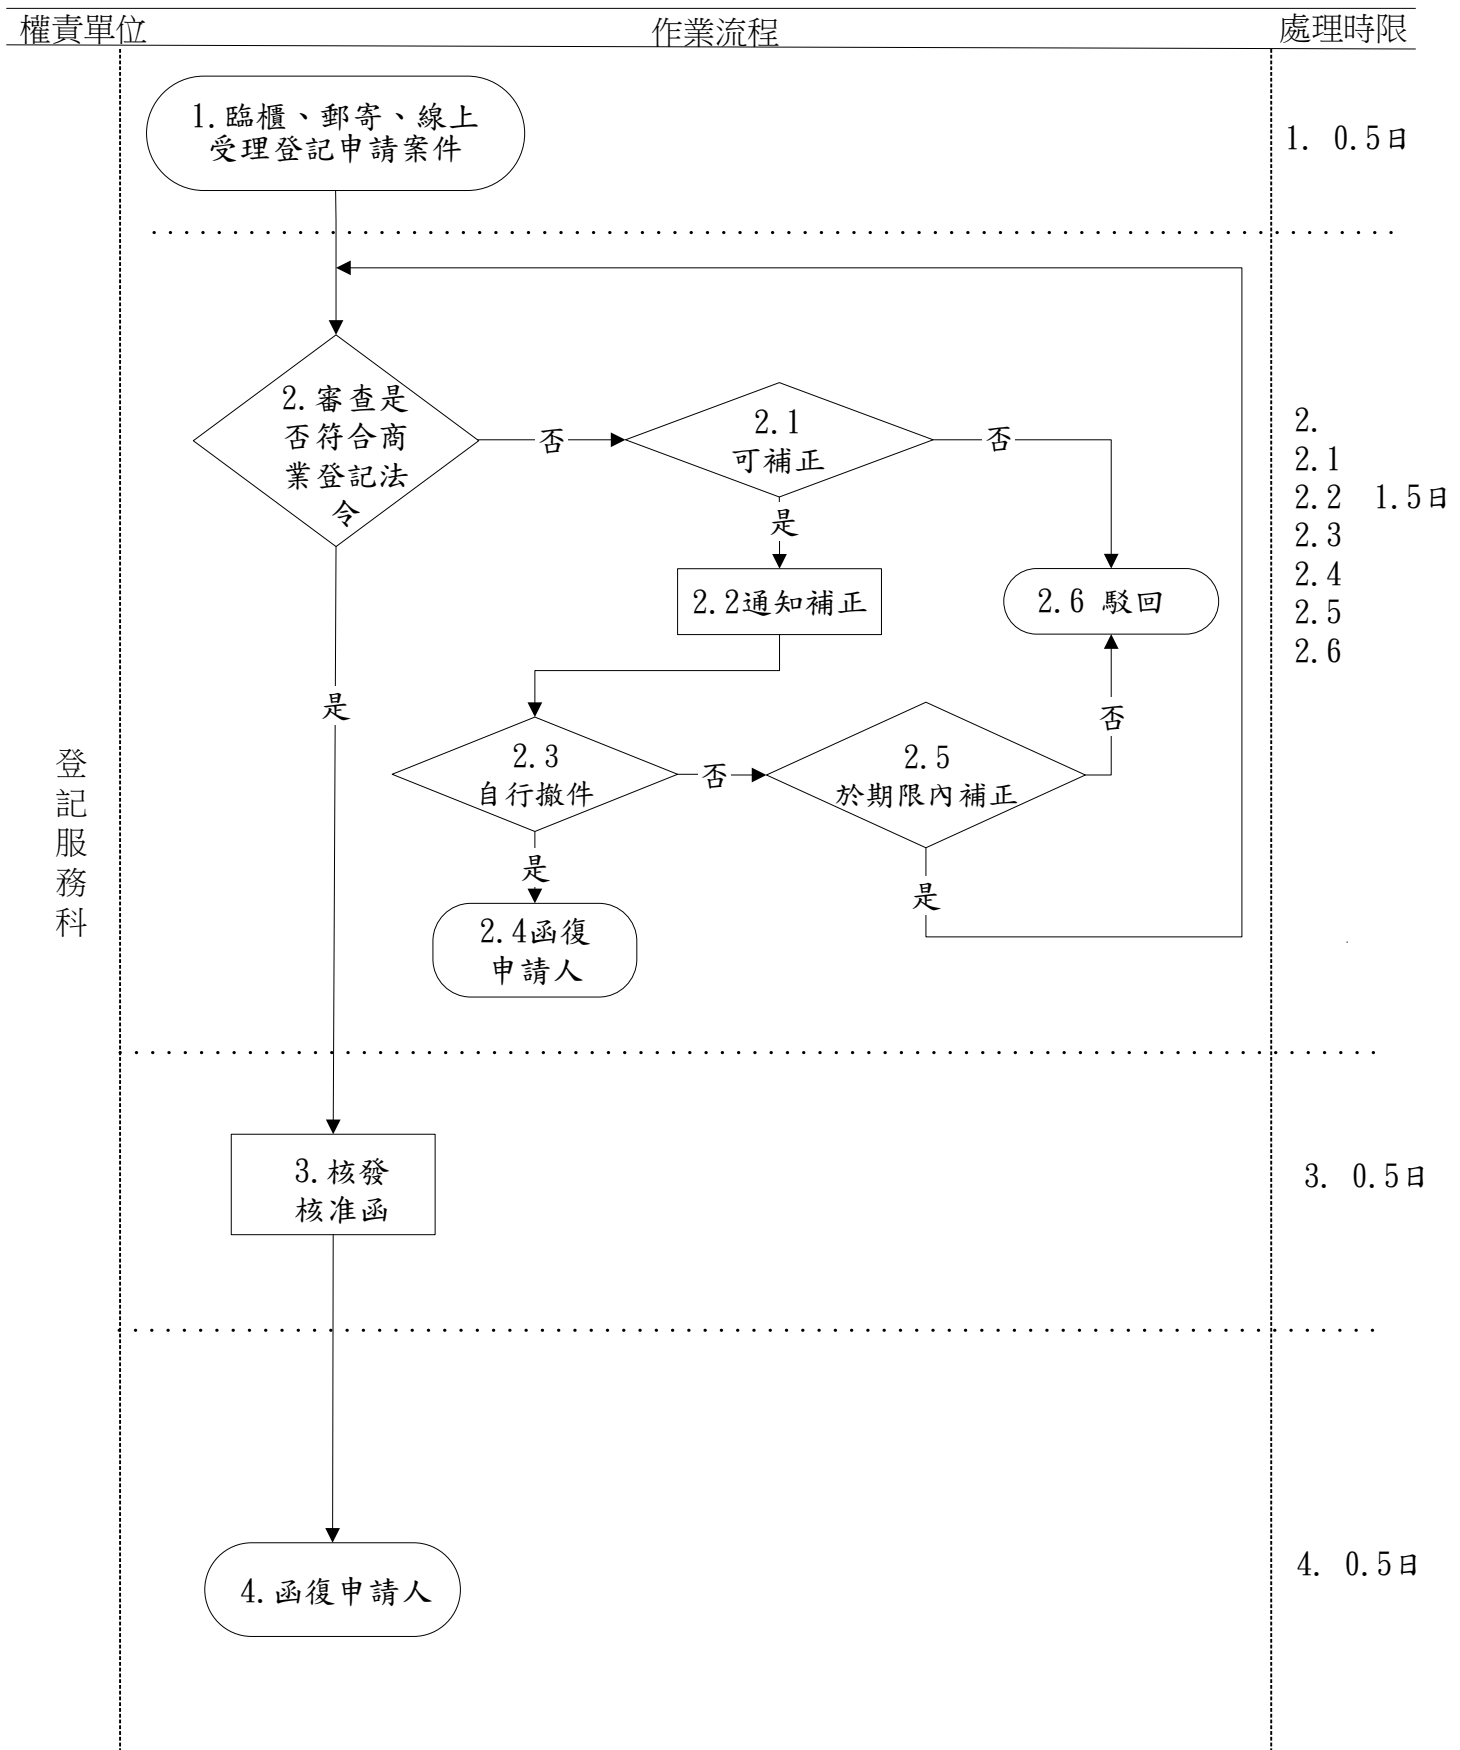 權責單位
作業流程
處理時限
1.臨櫃、郵寄、線上
受理登記申請案件
1. 0.5日
2.審查是
否符合商
業登記法
令
否
2.1
可補正
否
是
2.2通知補正
2.6 駁回
2.
2.1
2.2 1.5日
2.3
2.4
2.5
2.6
是
2.3
自行撤件
否
2.5
於期限內補正
否
是
2.4函復
申請人
是
登
記
服
務
科
3.核發
核准函
3. 0.5日
4.函復申請人
4. 0.5日